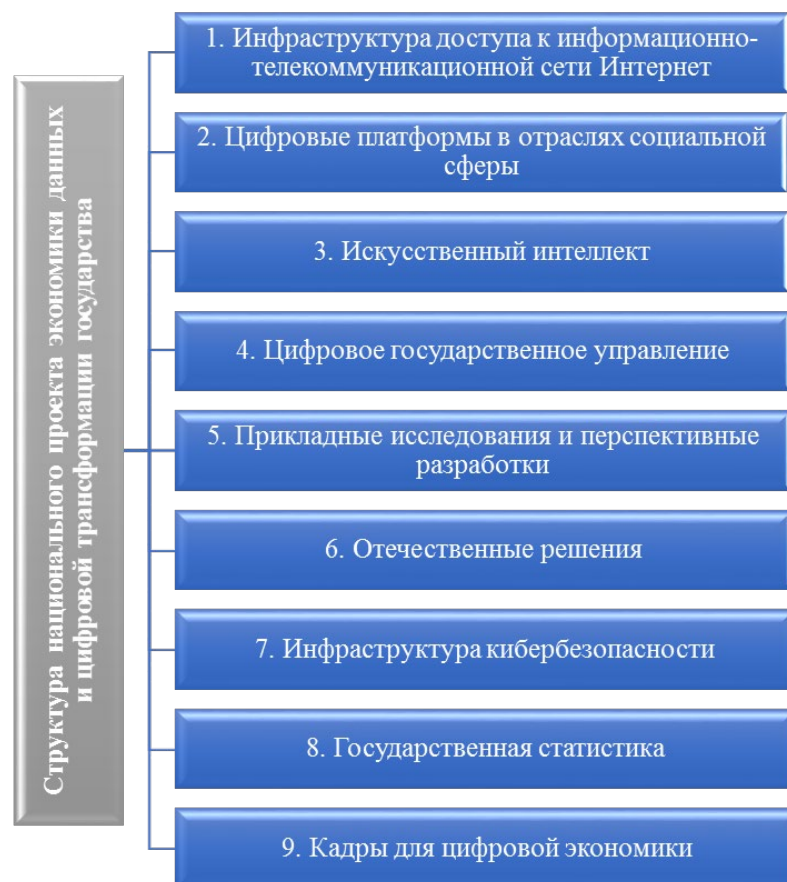 Структура национального проекта экономики данных
и цифровой трансформации государства
1. Инфраструктура доступа к информационно-
телекоммуникационной сети Интернет
2. Цифровые платформы в отраслях социальной
сферы
3. Искусственный интеллект
4. Цифровое государственное управление
5. Прикладные исследования и перспективные
разработки
6. Отечественные решения
7. Инфраструктура кибербезопасности
8. Государственная статистика
9. Кадры для цифровой экономики